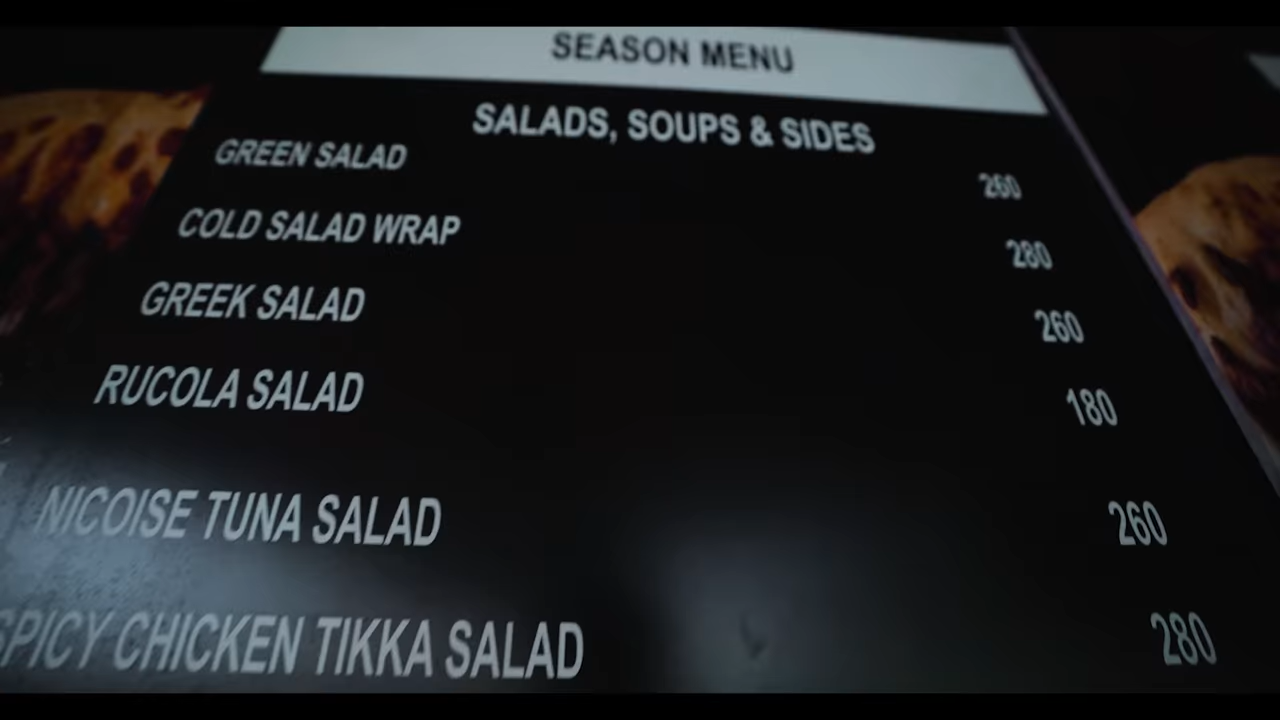 SEASON MENU
SALADS, SOUPS & SIDES
GREEN SALAD 260
COLD SALAD WRAP 280
GREEK SALAD 260
RUCOLA SALAD 180
NICOISE TUNA SALAD 260
SPICY CHICKEN TIKKA SALAD 280